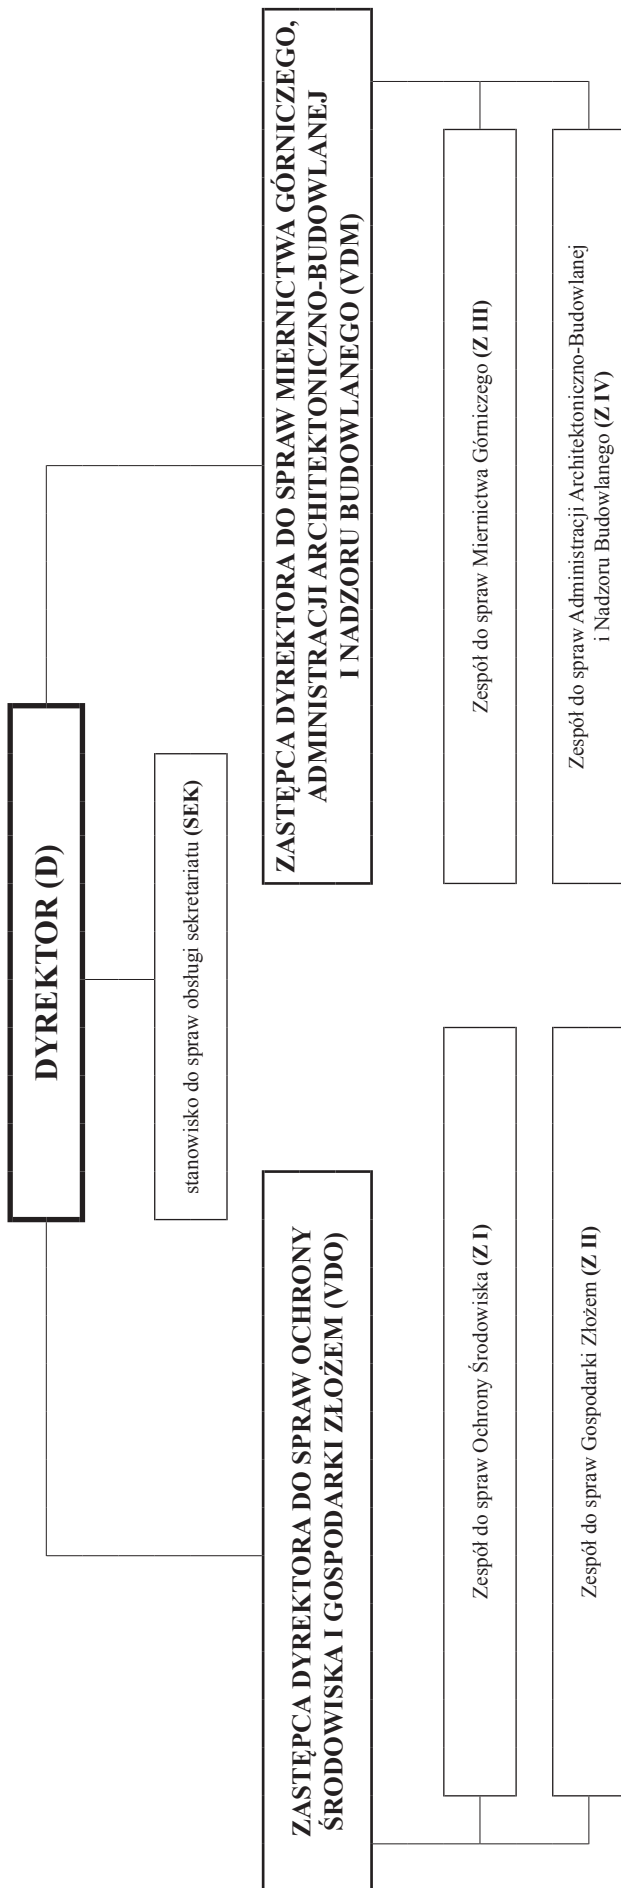 DYREKTOR (D)
stanowisko do spraw obsługi sekretariatu (SEK)
ZASTĘPCA DYREKTORA DO SPRAW OCHRONY
ŚRODOWISKA I GOSPODARKI ZŁOŻEM (VDO)
Zespół do spraw Ochrony Środowiska (Z I)
Zespół do spraw Gospodarki Złożem (Z II)
ZASTĘPCA DYREKTORA DO SPRAW MIERNICTWA GÓRNICZEGO,
ADMINISTRACJI ARCHITEKTONICZNO-BUDOWLANEJ
I NADZORU BUDOWLANEGO (VDM)
Zespół do spraw Miernictwa Górniczego (Z III)
Zespół do spraw Administracji Architektoniczno-Budowlanej
i Nadzoru Budowlanego (Z IV)